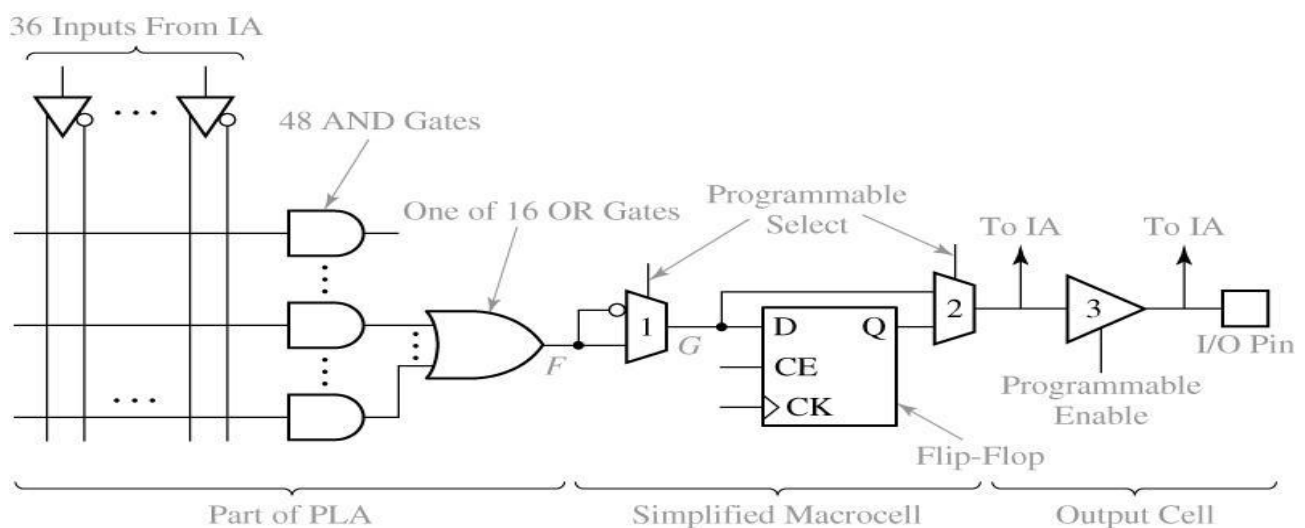 36 Inputs From IA
48 AND Gates
One of 16 OR Gates
Programmable
Select
To IA
To IA
1
2
3
D
Q
F
G
CE
CK
I/O Pin
Programmable
Enable
Flip-Flop
Part of PLA
Simplified Macrocell
Output Cell